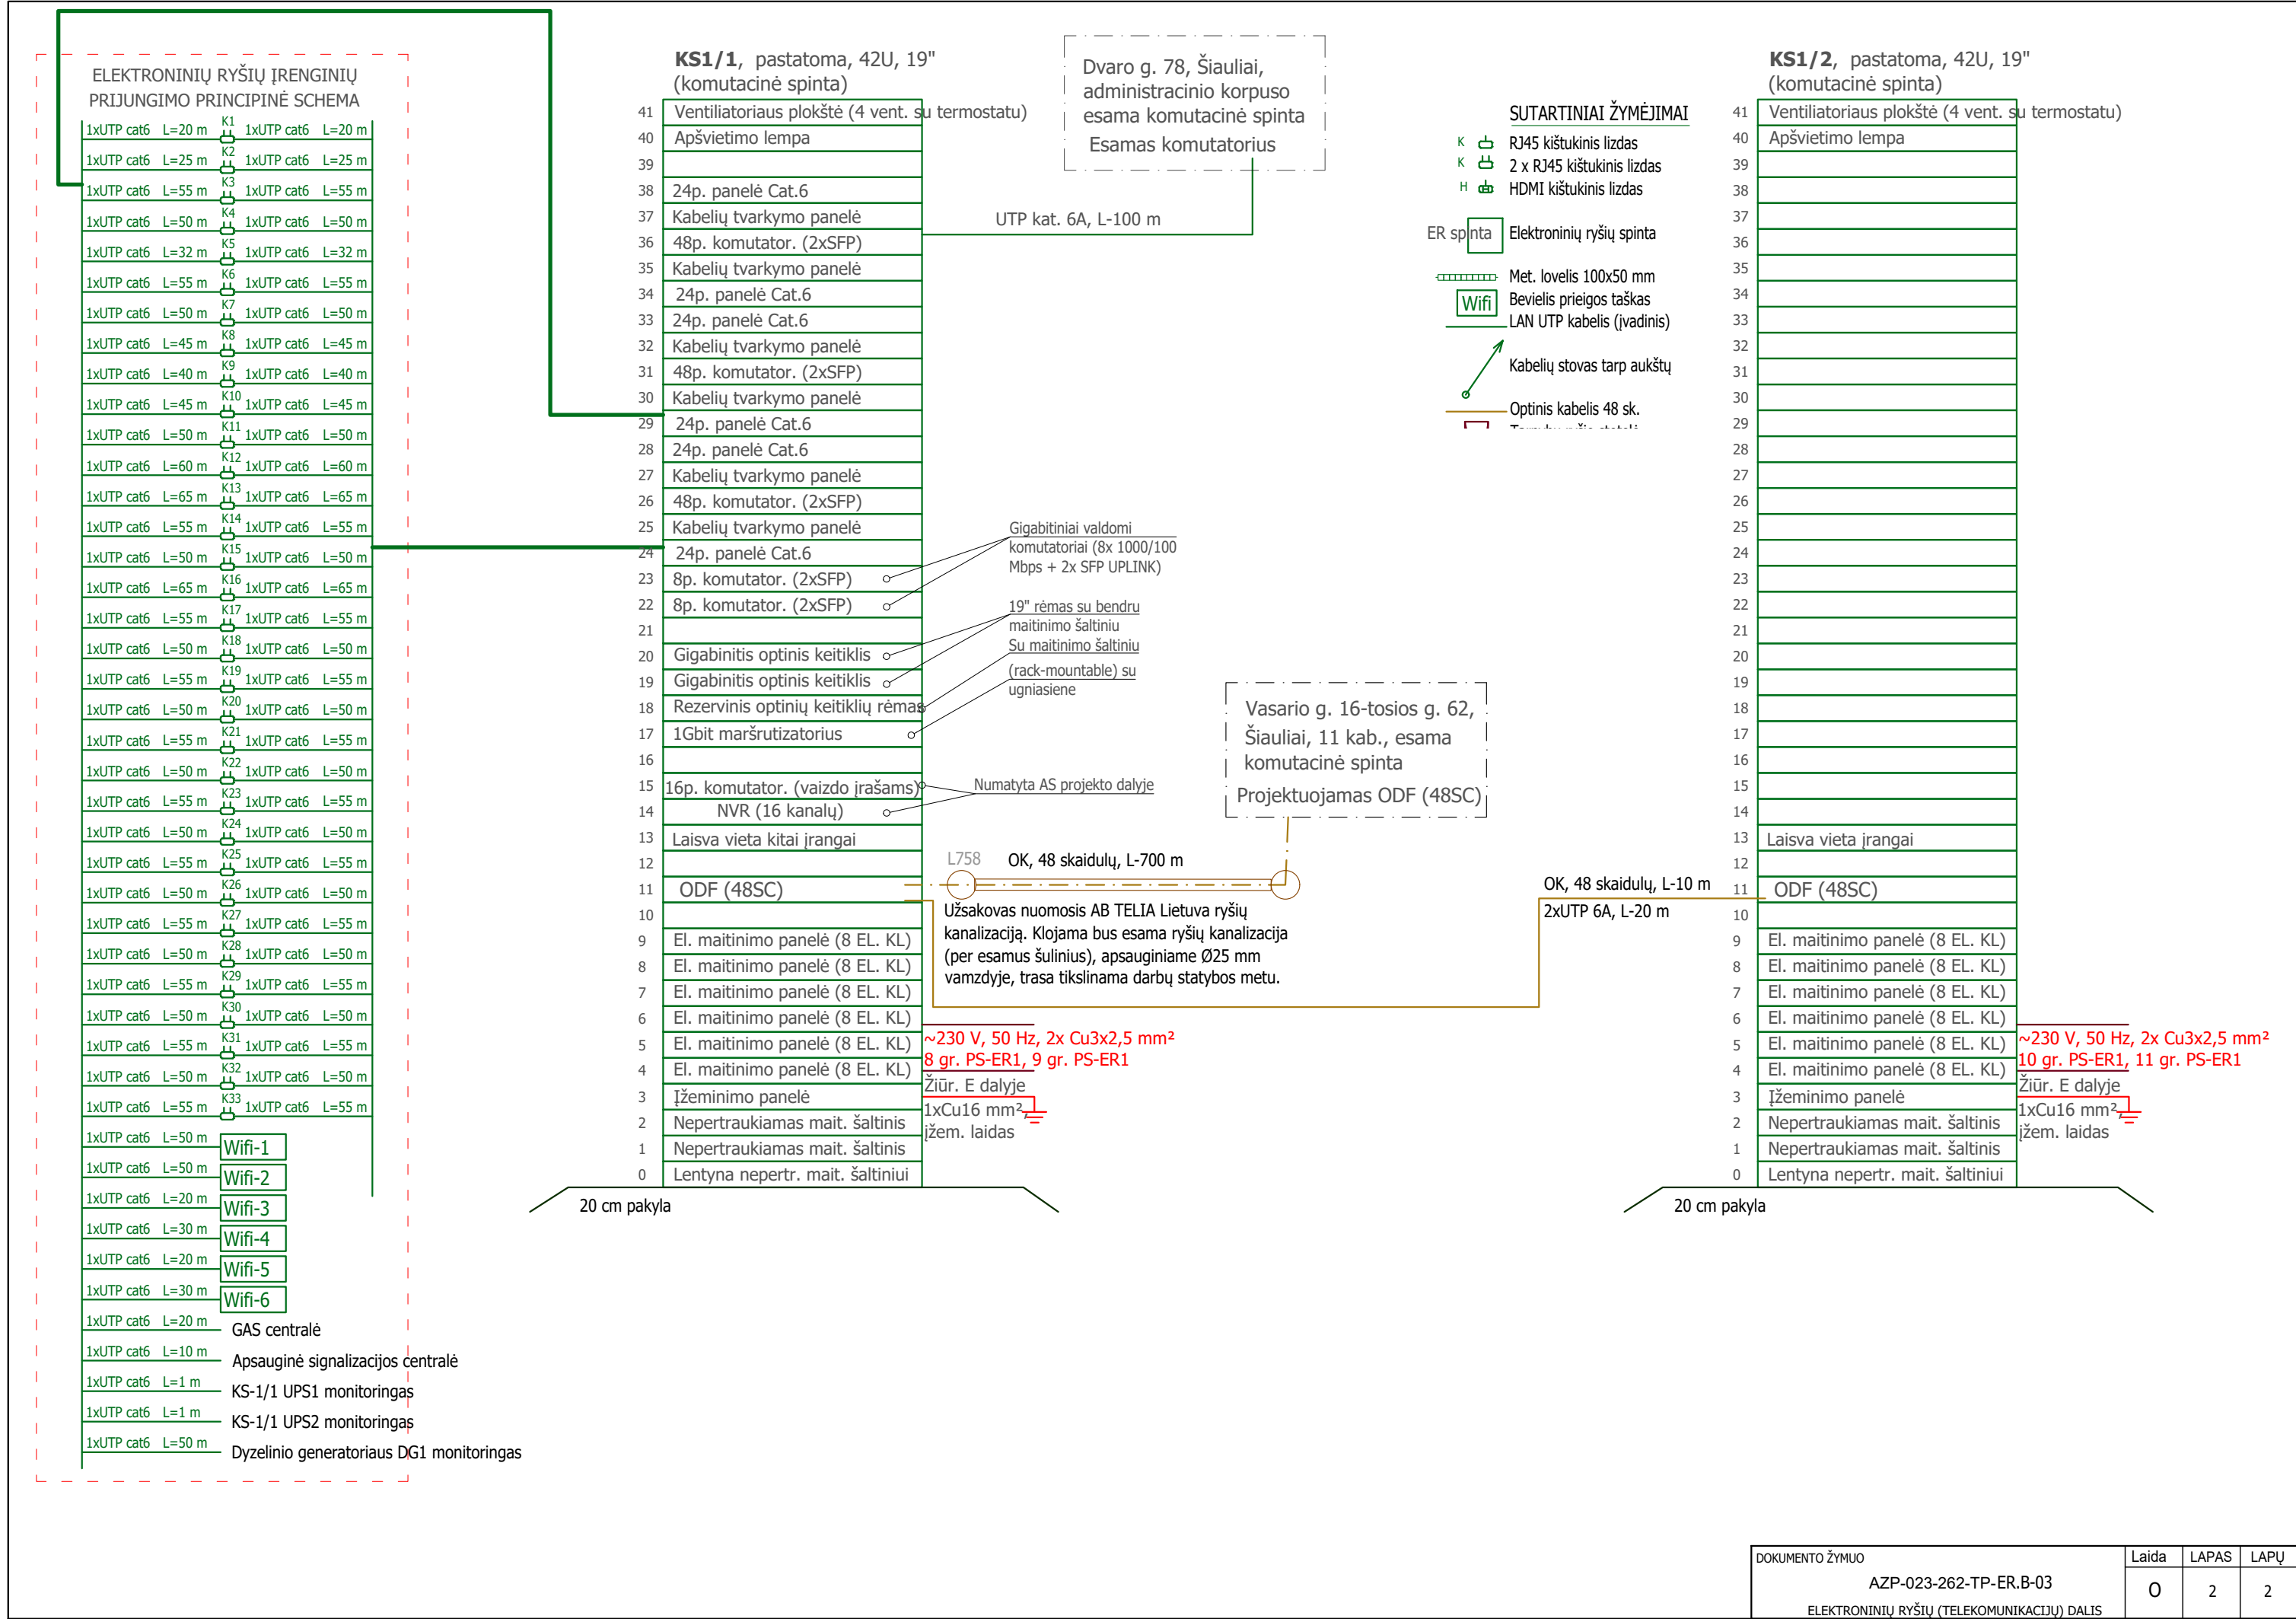 ELEKTRONINIŲ RYŠIŲ ĮRENGINIŲ
PRIJUNGIMO PRINCIPINĖ SCHEMA
1xUTP cat6 L=20 m K1 1xUTP cat6 L=20 m
1xUTP cat6 L=25 m K2 1xUTP cat6 L=25 m
1xUTP cat6 L=55 m K3 1xUTP cat6 L=55 m
1xUTP cat6 L=50 m K4 1xUTP cat6 L=50 m
1xUTP cat6 L=32 m K5 1xUTP cat6 L=32 m
1xUTP cat6 L=55 m K6 1xUTP cat6 L=55 m
1xUTP cat6 L=50 m K7 1xUTP cat6 L=50 m
1xUTP cat6 L=45 m K8 1xUTP cat6 L=45 m
1xUTP cat6 L=40 m K9 1xUTP cat6 L=40 m
1xUTP cat6 L=45 m K10 1xUTP cat6 L=45 m
1xUTP cat6 L=50 m K11 1xUTP cat6 L=50 m
1xUTP cat6 L=60 m K12 1xUTP cat6 L=60 m
1xUTP cat6 L=65 m K13 1xUTP cat6 L=65 m
1xUTP cat6 L=55 m K14 1xUTP cat6 L=55 m
1xUTP cat6 L=50 m K15 1xUTP cat6 L=50 m
1xUTP cat6 L=65 m K16 1xUTP cat6 L=65 m
1xUTP cat6 L=55 m K17 1xUTP cat6 L=55 m
1xUTP cat6 L=50 m K18 1xUTP cat6 L=50 m
1xUTP cat6 L=55 m K19 1xUTP cat6 L=55 m
1xUTP cat6 L=50 m K20 1xUTP cat6 L=50 m
1xUTP cat6 L=55 m K21 1xUTP cat6 L=55 m
1xUTP cat6 L=50 m K22 1xUTP cat6 L=50 m
1xUTP cat6 L=55 m K23 1xUTP cat6 L=55 m
1xUTP cat6 L=50 m K24 1xUTP cat6 L=50 m
1xUTP cat6 L=55 m K25 1xUTP cat6 L=55 m
1xUTP cat6 L=50 m K26 1xUTP cat6 L=50 m
1xUTP cat6 L=55 m K27 1xUTP cat6 L=55 m
1xUTP cat6 L=50 m K28 1xUTP cat6 L=50 m
1xUTP cat6 L=55 m K29 1xUTP cat6 L=55 m
1xUTP cat6 L=50 m K30 1xUTP cat6 L=50 m
1xUTP cat6 L=55 m K31 1xUTP cat6 L=55 m
1xUTP cat6 L=50 m K32 1xUTP cat6 L=50 m
1xUTP cat6 L=55 m K33 1xUTP cat6 L=55 m
1xUTP cat6 L=50 m Wifi-1
1xUTP cat6 L=50 m Wifi-2
1xUTP cat6 L=20 m Wifi-3
1xUTP cat6 L=30 m Wifi-4
1xUTP cat6 L=20 m Wifi-5
1xUTP cat6 L=30 m Wifi-6
1xUTP cat6 L=20 m GAS centralė
1xUTP cat6 L=10 m Apsauginė signalizacijos centralė
1xUTP cat6 L=1 m KS-1/1 UPS1 monitoringas
1xUTP cat6 L=1 m KS-1/1 UPS2 monitoringas
1xUTP cat6 L=50 m Dyzelinio generatoriaus DG1 monitoringas
KS1/1, pastatoma, 42U, 19"
(komutacinė spinta)
41 Ventiliatoriaus plokštė (4 vent. su termostatu)
40 Apšvietimo lempa
39
38 24p. panelė Cat.6
37 Kabelių tvarkymo panelė
36 48p. komutator. (2xSFP)
35 Kabelių tvarkymo panelė
34 24p. panelė Cat.6
33 24p. panelė Cat.6
32 Kabelių tvarkymo panelė
31 48p. komutator. (2xSFP)
30 Kabelių tvarkymo panelė
29 24p. panelė Cat.6
28 24p. panelė Cat.6
27 Kabelių tvarkymo panelė
26 48p. komutator. (2xSFP)
25 Kabelių tvarkymo panelė
24 24p. panelė Cat.6
23 8p. komutator. (2xSFP)
22 8p. komutator. (2xSFP)
21
20 Gigabinitis optinis keitiklis
19 Gigabinitis optinis keitiklis
18 Rezervinis optinių keitiklių rėmas
17 1Gbit maršrutizatorius
16
15 16p. komutator. (vaizdo įrašams)
14 NVR (16 kanalų)
13 Laisva vieta kitai įrangai
12
11 ODF (48SC)
10
9 El. maitinimo panelė (8 EL. KL)
8 El. maitinimo panelė (8 EL. KL)
7 El. maitinimo panelė (8 EL. KL)
6 El. maitinimo panelė (8 EL. KL)
5 El. maitinimo panelė (8 EL. KL)
4 El. maitinimo panelė (8 EL. KL)
3 Įžeminimo panelė
2 Nepertraukiamas mait. šaltinis
1 Nepertraukiamas mait. šaltinis
0 Lentyna nepertr. mait. šaltiniui
20 cm pakyla
Dvaro g. 78, Šiauliai,
administracinio korpuso
esama komutacinė spinta
Esamas komutatorius
UTP kat. 6A, L-100 m
Gigabitiniai valdomi
komutatoriai (8x 1000/100
Mbps + 2x SFP UPLINK)
19" rėmas su bendru
maitinimo šaltiniu
Su maitinimo šaltiniu
(rack-mountable) su
ugniasiene
Numatyta AS projekto dalyje
Vasario g. 16-tosios g. 62,
Šiauliai, 11 kab., esama
komutacinė spinta
Projektuojamas ODF (48SC)
L758 OK, 48 skaidulų, L-700 m
Užsakovas nuomosis AB TELIA Lietuva ryšių
kanalizaciją. Klojama bus esama ryšių kanalizacija
(per esamus šulinius), apsauginiame Ø25 mm
vamzdyje, trasa tikslinama darbų statybos metu.
~230 V, 50 Hz, 2x Cu3x2,5 mm²
8 gr. PS-ER1, 9 gr. PS-ER1
Žiūr. E dalyje
1xCu16 mm²,
įžem. laidas
SUTARTINIAI ŽYMĖJIMAI
K RJ45 kištukinis lizdas
K 2 x RJ45 kištukinis lizdas
H HDMI kištukinis lizdas
ER spinta Elektroninių ryšių spinta
Met. lovelis 100x50 mm
Wifi Bevielis prieigos taškas
LAN UTP kabelis (įvadinis)
Kabelių stovas tarp aukštų
Optinis kabelis 48 sk.
OK, 48 skaidulų, L-10 m
2xUTP 6A, L-20 m
KS1/2, pastatoma, 42U, 19"
(komutacinė spinta)
41 Ventiliatoriaus plokštė (4 vent. su termostatu)
40 Apšvietimo lempa
39
38
37
36
35
34
33
32
31
30
29
28
27
26
25
24
23
22
21
20
19
18
17
16
15
14
13 Laisva vieta įrangai
12
11 ODF (48SC)
10
9 El. maitinimo panelė (8 EL. KL)
8 El. maitinimo panelė (8 EL. KL)
7 El. maitinimo panelė (8 EL. KL)
6 El. maitinimo panelė (8 EL. KL)
5 El. maitinimo panelė (8 EL. KL)
4 El. maitinimo panelė (8 EL. KL)
3 Įžeminimo panelė
2 Nepertraukiamas mait. šaltinis
1 Nepertraukiamas mait. šaltinis
0 Lentyna nepertr. mait. šaltiniui
20 cm pakyla
~230 V, 50 Hz, 2x Cu3x2,5 mm²
10 gr. PS-ER1, 11 gr. PS-ER1
Žiūr. E dalyje
1xCu16 mm²,
įžem. laidas
DOKUMENTO ŽYMUO Laida LAPAS LAPŲ
AZP-023-262-TP-ER.B-03 O 2 2
ELEKTRONINIŲ RYŠIŲ (TELEKOMUNIKACIJŲ) DALIS